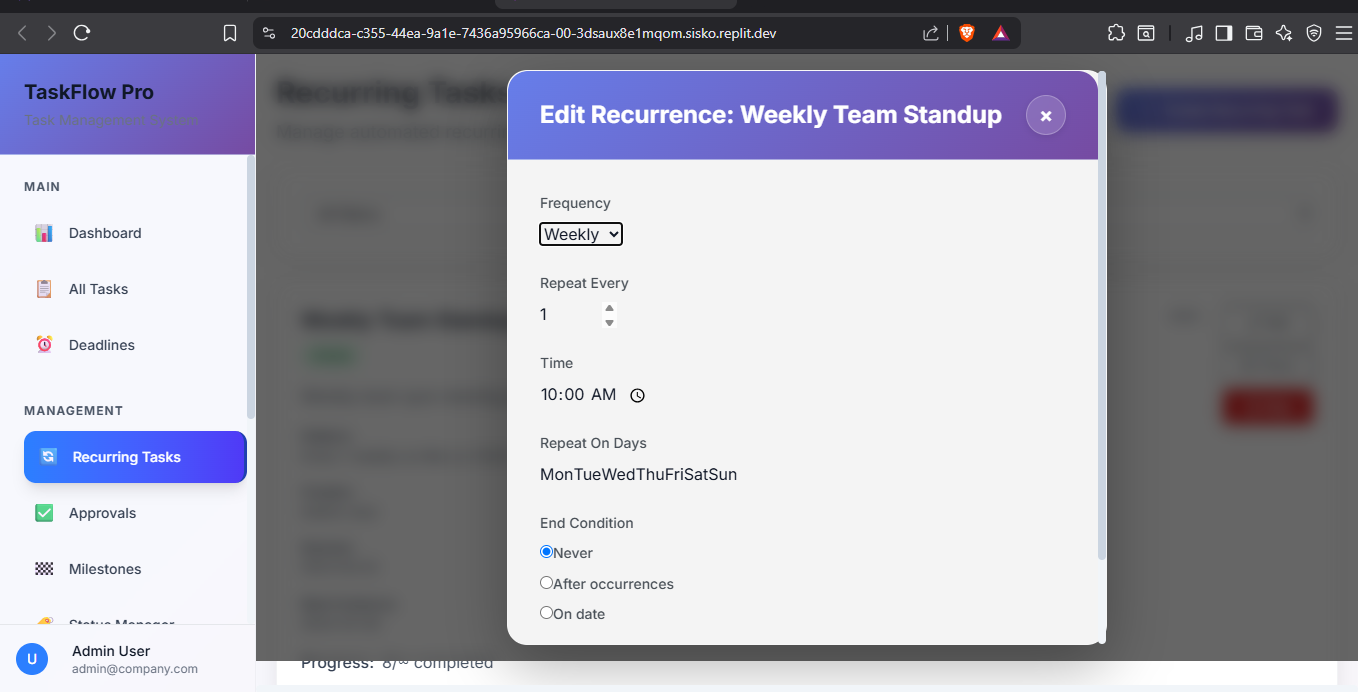 20cdddca-c355-44ea-9a1e-7436a95966ca-00-3dsaux8e1mqom.sisko.replit.dev
TaskFlow Pro
Task Management System
MAIN
Dashboard
All Tasks
Deadlines
MANAGEMENT
Recurring Tasks
Approvals
Milestones
Status Manager
U
Admin User
admin@company.com
Recurring Tasks
Edit Recurrence: Weekly Team Standup
×
Frequency
Weekly
Repeat Every
1
Time
10:00 AM
Repeat On Days
MonTueWedThuFriSatSun
End Condition
Never
After occurrences
On date
Progress: 8/∞ completed